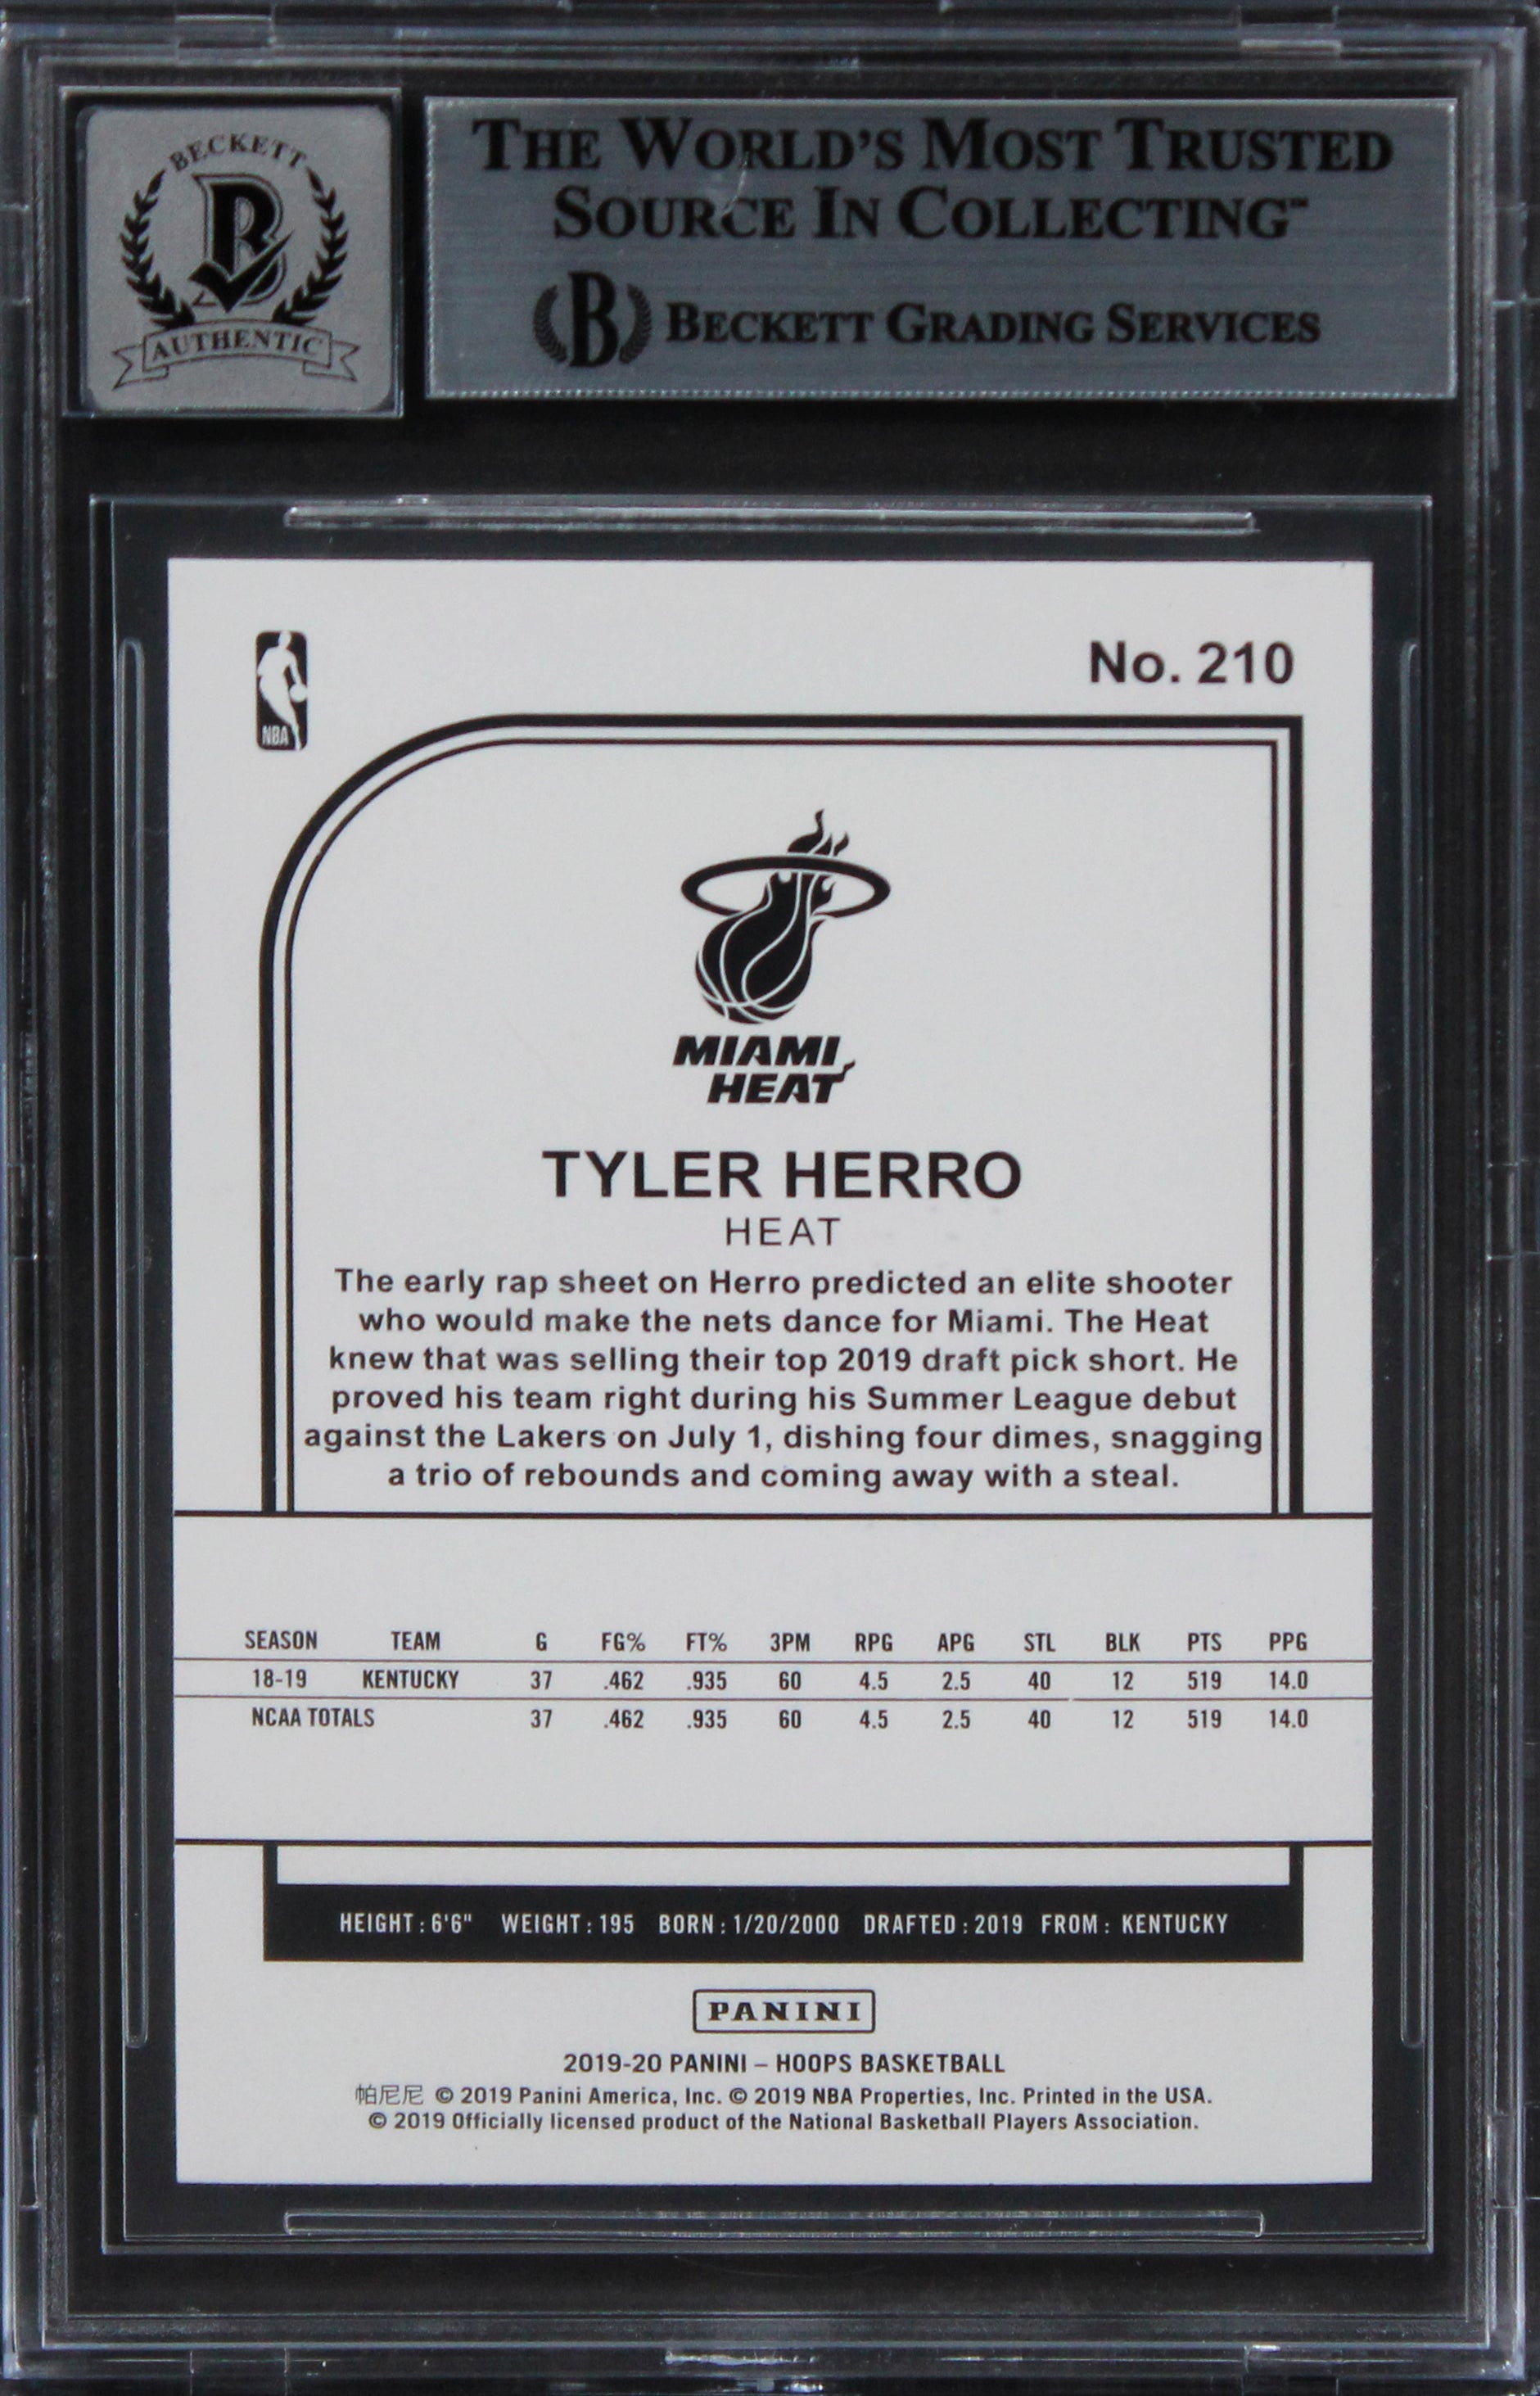 BECKETT
B
AUTHENTIC
THE WORLD'S MOST TRUSTED
SOURCE IN COLLECTING™
B BECKETT GRADING SERVICES
NBA
No. 210
MIAMI
HEAT
TYLER HERRO
HEAT
The early rap sheet on Herro predicted an elite shooter
who would make the nets dance for Miami. The Heat
knew that was selling their top 2019 draft pick short. He
proved his team right during his Summer League debut
against the Lakers on July 1, dishing four dimes, snagging
a trio of rebounds and coming away with a steal.
SEASON TEAM G FG% FT% 3PM RPG APG STL BLK PTS PPG
18-19 KENTUCKY 37 .462 .935 60 4.5 2.5 40 12 519 14.0
NCAA TOTALS 37 .462 .935 60 4.5 2.5 40 12 519 14.0
HEIGHT : 6'6" WEIGHT : 195 BORN : 1/20/2000 DRAFTED : 2019 FROM : KENTUCKY
PANINI
2019-20 PANINI – HOOPS BASKETBALL
帕尼尼 © 2019 Panini America, Inc. © 2019 NBA Properties, Inc. Printed in the USA.
© 2019 Officially licensed product of the National Basketball Players Association.